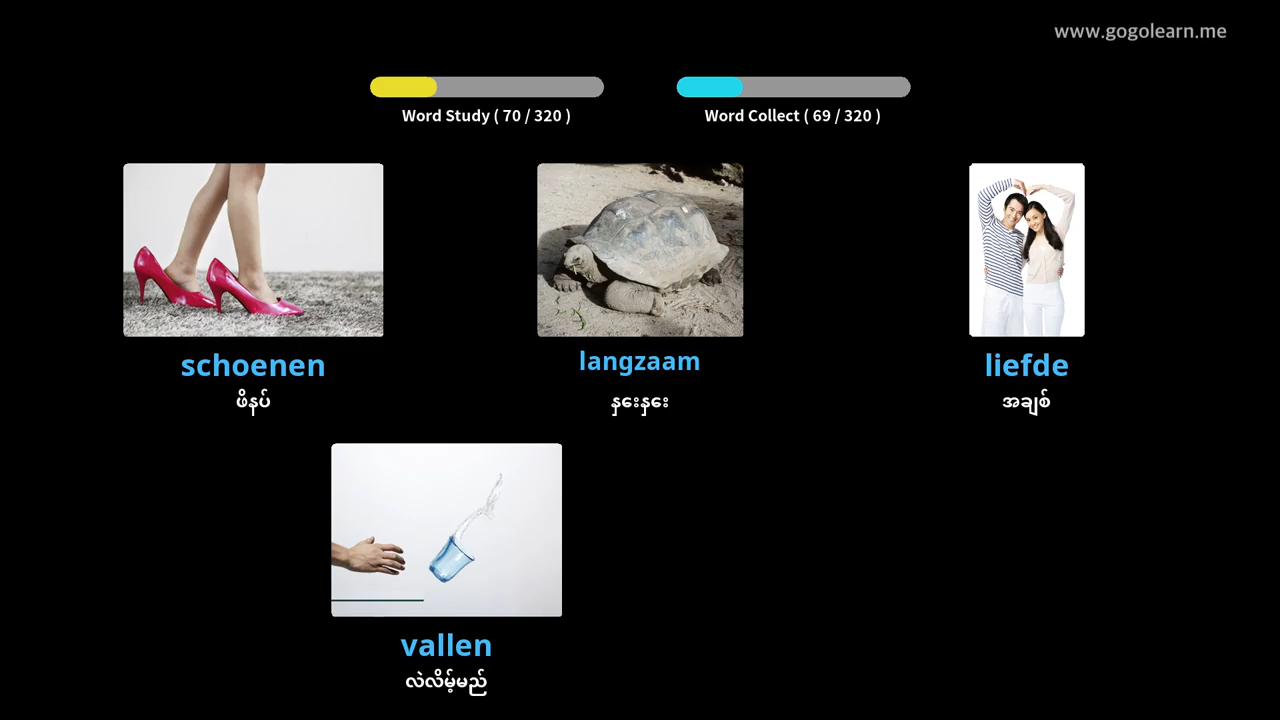 www.gogolearn.me
Word Study ( 70 / 320 )
Word Collect ( 69 / 320 )
schoenen
ဖိနပ်
langzaam
နှေးနှေး
liefde
အချစ်
vallen
လဲလိမ့်မည်